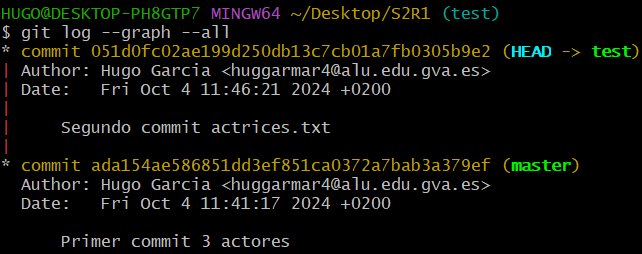 HUGO@DESKTOP-PH8GTP7 MINGW64 ~/Desktop/S2R1 (test)
$ git log --graph --all
* commit 051d0fc02ae199d250db13c7cb01a7fb0305b9e2 (HEAD -> test)
| Author: Hugo Garcia <huggarmar4@alu.edu.gva.es>
| Date:   Fri Oct 4 11:46:21 2024 +0200
|
|     Segundo commit actrices.txt
|
* commit ada154ae586851dd3ef851ca0372a7bab3a379ef (master)
  Author: Hugo Garcia <huggarmar4@alu.edu.gva.es>
  Date:   Fri Oct 4 11:41:17 2024 +0200

      Primer commit 3 actores